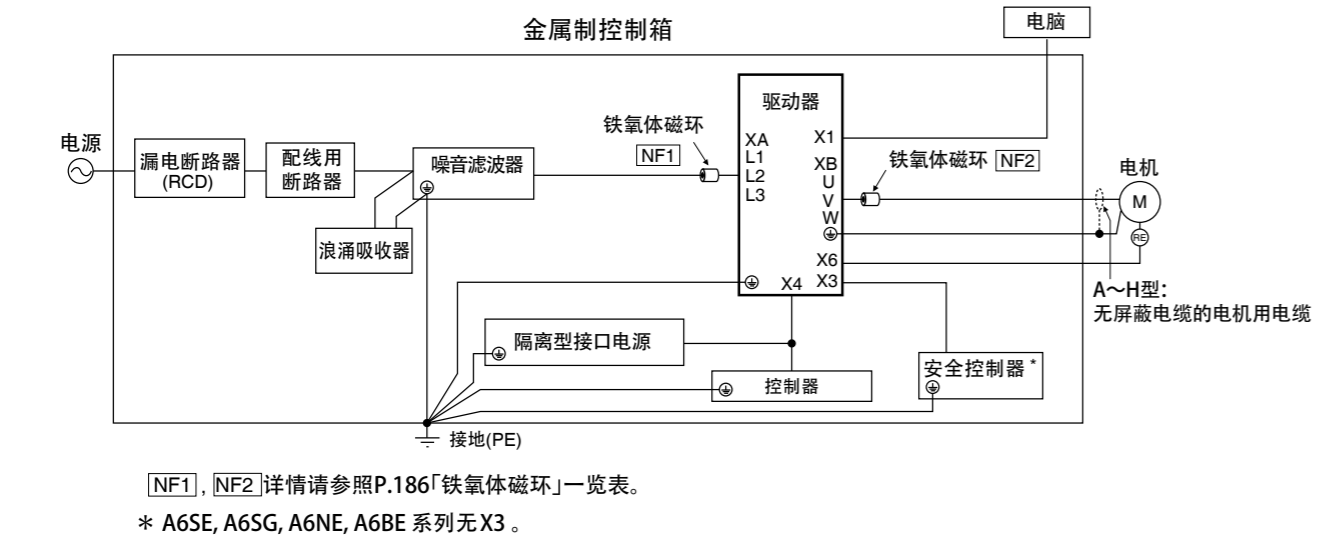 金属制控制箱
电脑
电源
漏电断路器
(RCD)
配线用
断路器
噪音滤波器
浪涌吸收器
铁氧体磁环
NF1
驱动器
XA
L1
L2
L3
X1
XB
U
V
W
X6
X3
X4
铁氧体磁环 NF2
电机
M
RE
A～H型:
无屏蔽电缆的电机用电缆
隔离型接口电源
控制器
安全控制器*
接地(PE)
NF1 , NF2 详情请参照P.186「铁氧体磁环」一览表。
＊ A6SE, A6SG, A6NE, A6BE 系列无X3 。